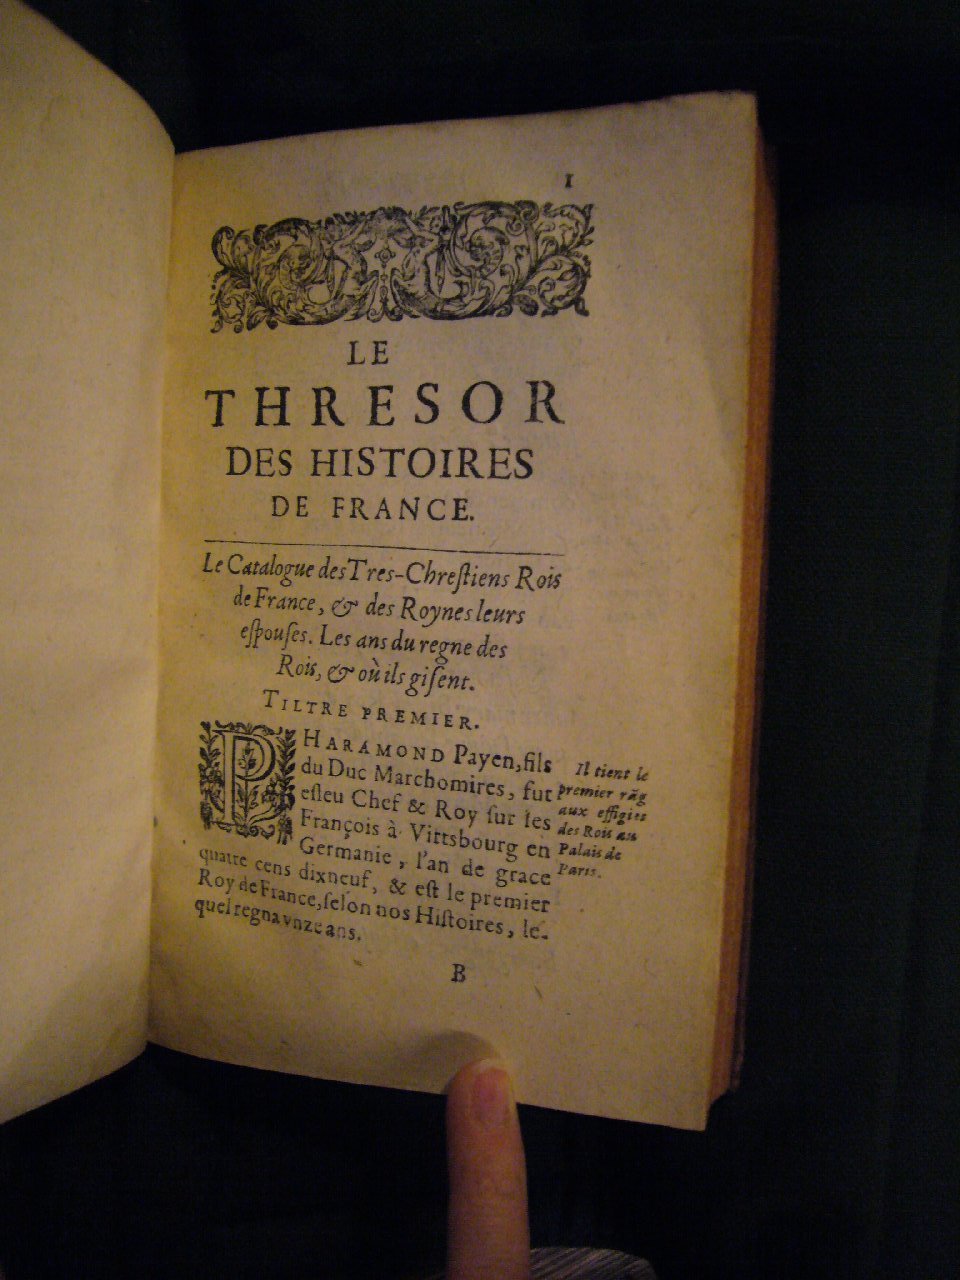 I
LE
THRESOR
DES HISTOIRES
DE FRANCE.
Le Catalogue des Tres-Chreſtiens Rois
de France, & des Roynes leurs
eſpouſes. Les ans du regne des
Rois, & où ils giſent.
TILTRE PREMIER.
PHARAMOND Payen, fils
du Duc Marchomires, fut
eſleu Chef & Roy ſur les
François à Vittsbourg en
Germanie, l'an de grace
quatre cens dixneuf, & eſt le premier
Roy de France, ſelon nos Hiſtoires, le-
quel regna vnze ans.
Il tient le
premier rãg
aux effigies
des Rois au
Palais de
Paris.
B